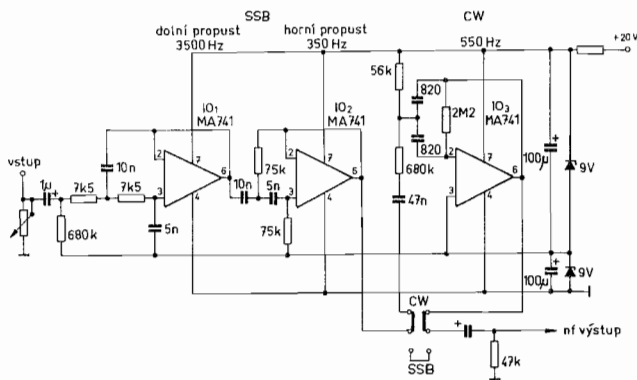 SSB
CW
dolní propust
3500 Hz
horní propust
350 Hz
550 Hz
+20V
56k
820
2M2
820
IO1
MA741
IO2
MA741
IO3
MA741
vstup
10n
75k
680k
100µ
9V
1µ
7k5
7k5
2
3
7
6
4
10n
5n
2
3
7
6
4
47n
2
3
7
6
4
680k
5n
75k
100µ
9V
CW
SSB
nf výstup
47k